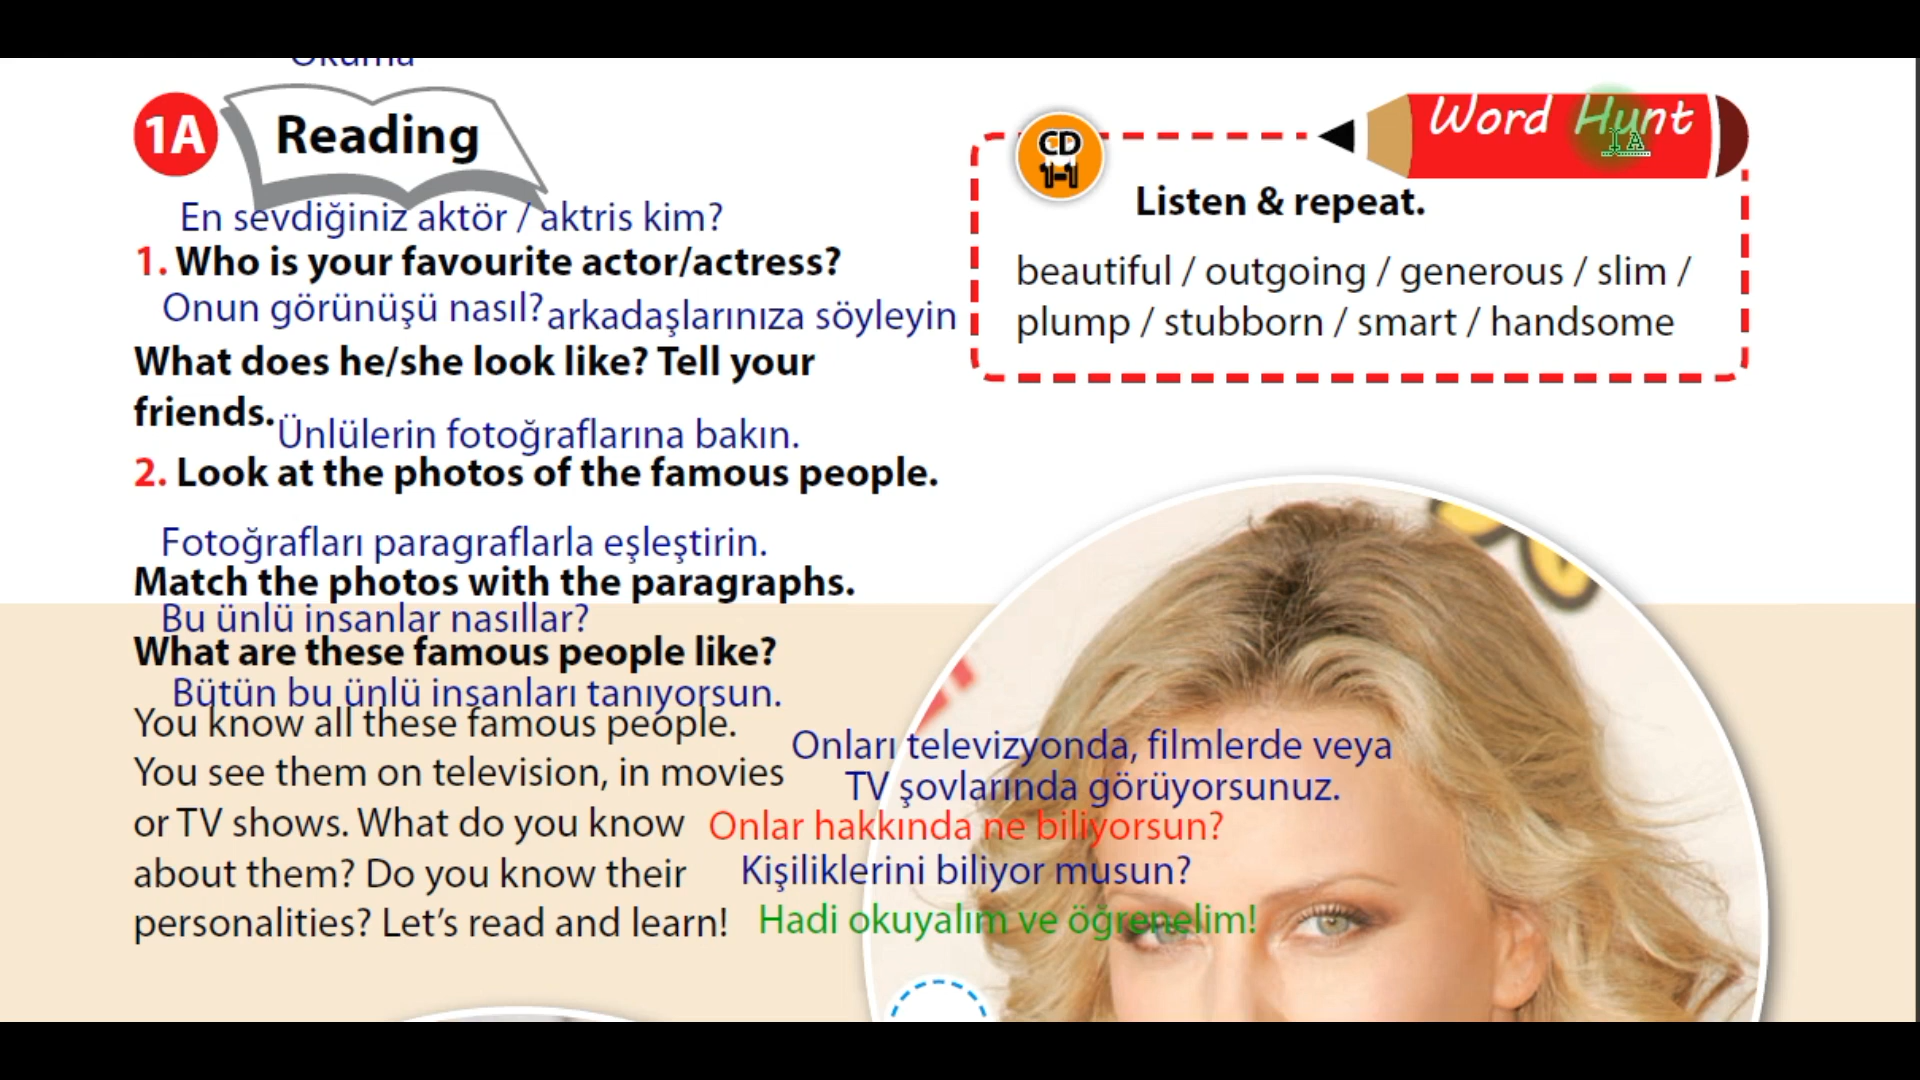 Okuma
1A Reading
En sevdiğiniz aktör / aktris kim?
1. Who is your favourite actor/actress?
Onun görünüşü nasıl? arkadaşlarınıza söyleyin
What does he/she look like? Tell your
friends.
Ünlülerin fotoğraflarına bakın.
2. Look at the photos of the famous people.
Fotoğrafları paragraflarla eşleştirin.
Match the photos with the paragraphs.
Bu ünlü insanlar nasıllar?
What are these famous people like?
Bütün bu ünlü insanları tanıyorsun.
You know all these famous people.
You see them on television, in movies
or TV shows. What do you know
about them? Do you know their
personalities? Let's read and learn!
Onları televizyonda, filmlerde veya
TV şovlarında görüyorsunuz.
Onlar hakkında ne biliyorsun?
Kişiliklerini biliyor musun?
Hadi okuyalım ve öğrenelim!
Word Hunt
CD
1-1
Listen & repeat.
beautiful / outgoing / generous / slim /
plump / stubborn / smart / handsome